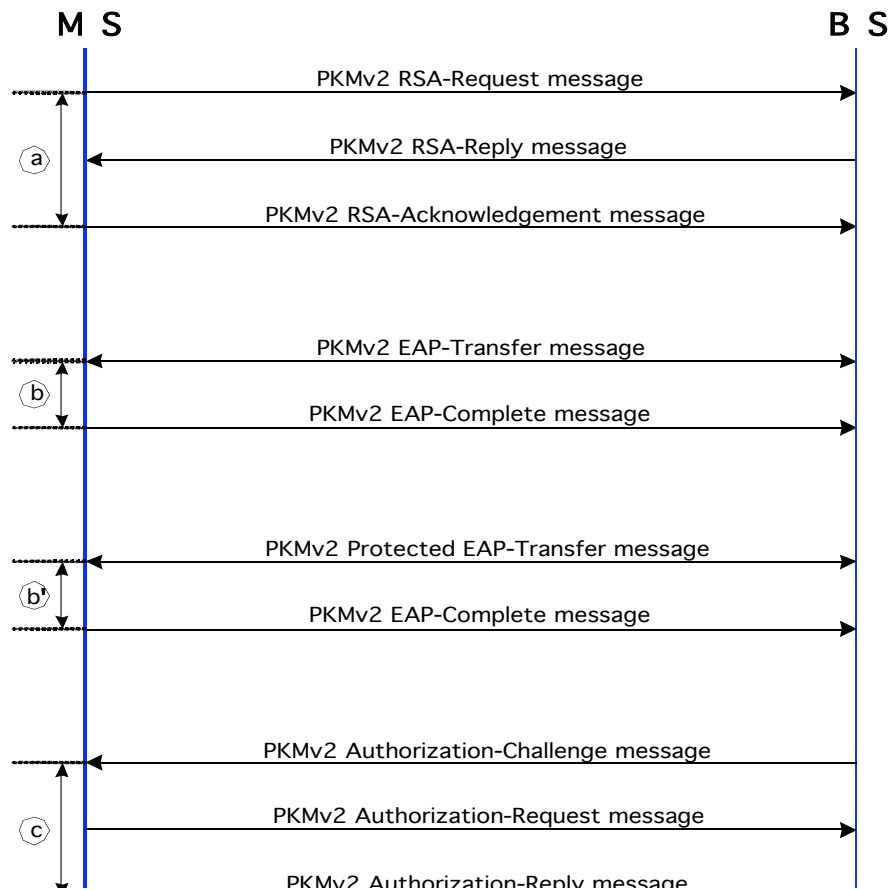 M S
B S
PKMv2 RSA-Request message
PKMv2 RSA-Reply message
a
PKMv2 RSA-Acknowledgement message
PKMv2 EAP-Transfer message
b
PKMv2 EAP-Complete message
PKMv2 Protected EAP-Transfer message
b'
PKMv2 EAP-Complete message
PKMv2 Authorization-Challenge message
PKMv2 Authorization-Request message
c
PKMv2 Authorization-Reply message